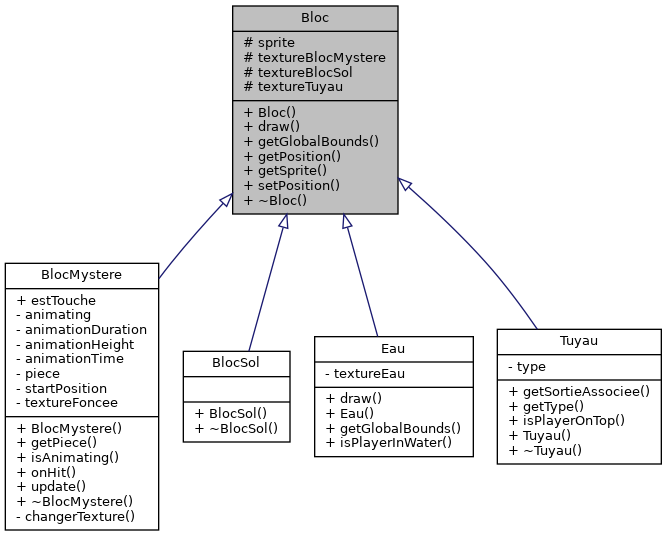 Bloc
# sprite
# textureBlocMystere
# textureBlocSol
# textureTuyau
+ Bloc()
+ draw()
+ getGlobalBounds()
+ getPosition()
+ getSprite()
+ setPosition()
+ ~Bloc()
BlocMystere
+ estTouche
- animating
- animationDuration
- animationHeight
- animationTime
- piece
- startPosition
- textureFoncee
+ BlocMystere()
+ getPiece()
+ isAnimating()
+ onHit()
+ update()
+ ~BlocMystere()
- changerTexture()
BlocSol
+ BlocSol()
+ ~BlocSol()
Eau
- textureEau
+ draw()
+ Eau()
+ getGlobalBounds()
+ isPlayerInWater()
Tuyau
- type
+ getSortieAssociee()
+ getType()
+ isPlayerOnTop()
+ Tuyau()
+ ~Tuyau()